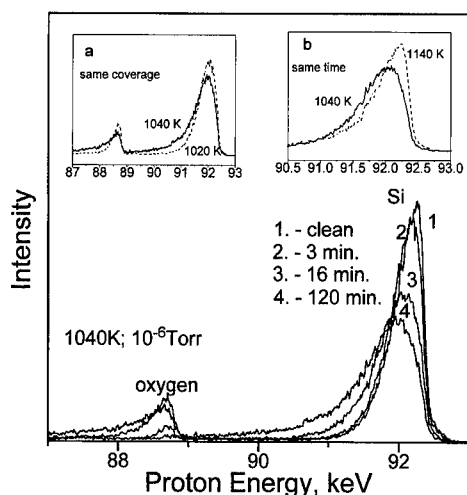 a
same coverage
1040 K
1020 K
87 88 89 90 91 92 93
b
same time
1140 K
1040 K
90.5 91.0 91.5 92.0 92.5 93.0
Intensity
Si
1
2
3
4
1. - clean
2. - 3 min.
3. - 16 min.
4. - 120 min.
1040K; 10⁻⁶Torr
oxygen
88 90 92
Proton Energy, keV